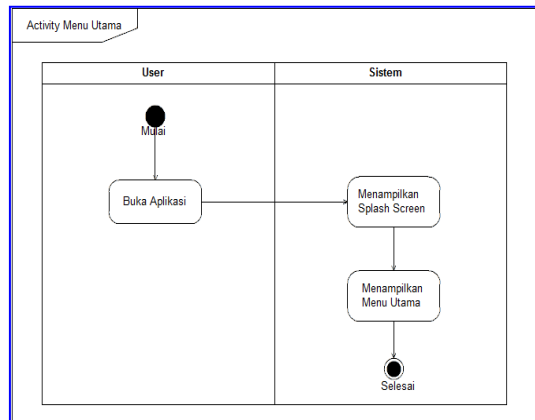 Activity Menu Utama
User
Sistem
Mulai
Buka Aplikasi
Menampilkan
Splash Screen
Menampilkan
Menu Utama
Selesai